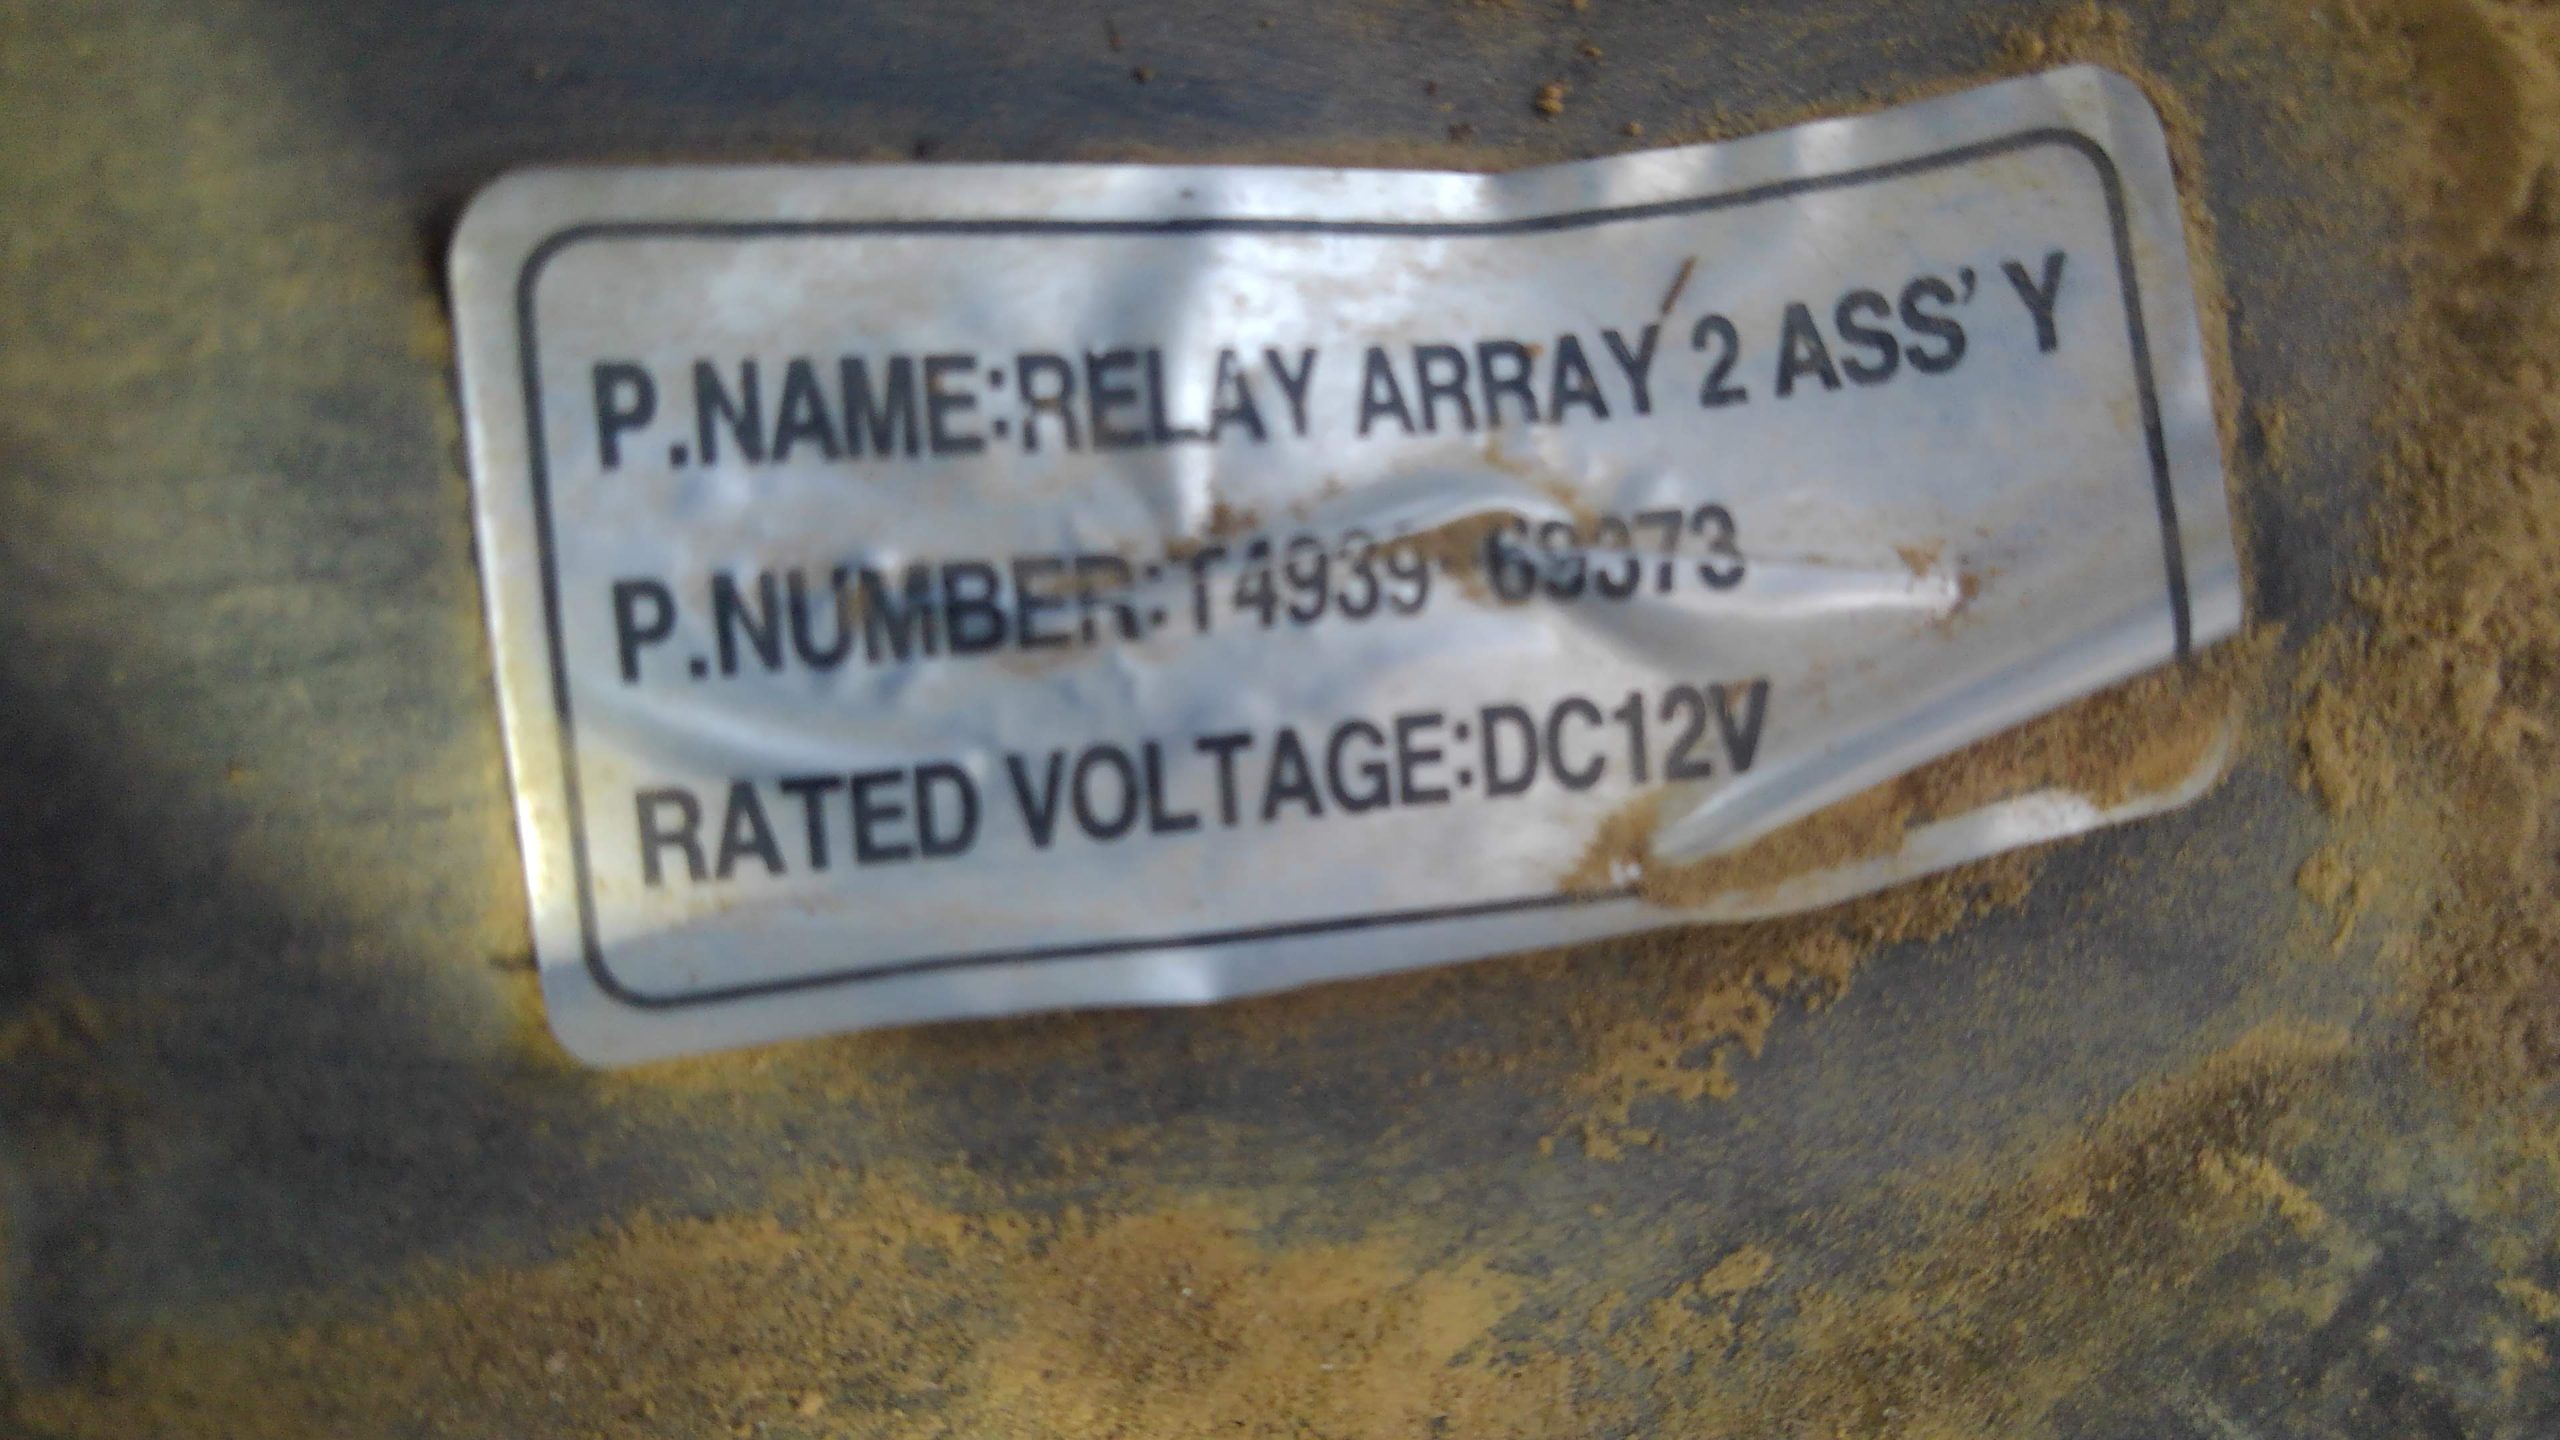 P.NAME:RELAY ARRAY 2 ASS'Y
P.NUMBER:T4939-69373
RATED VOLTAGE:DC12V